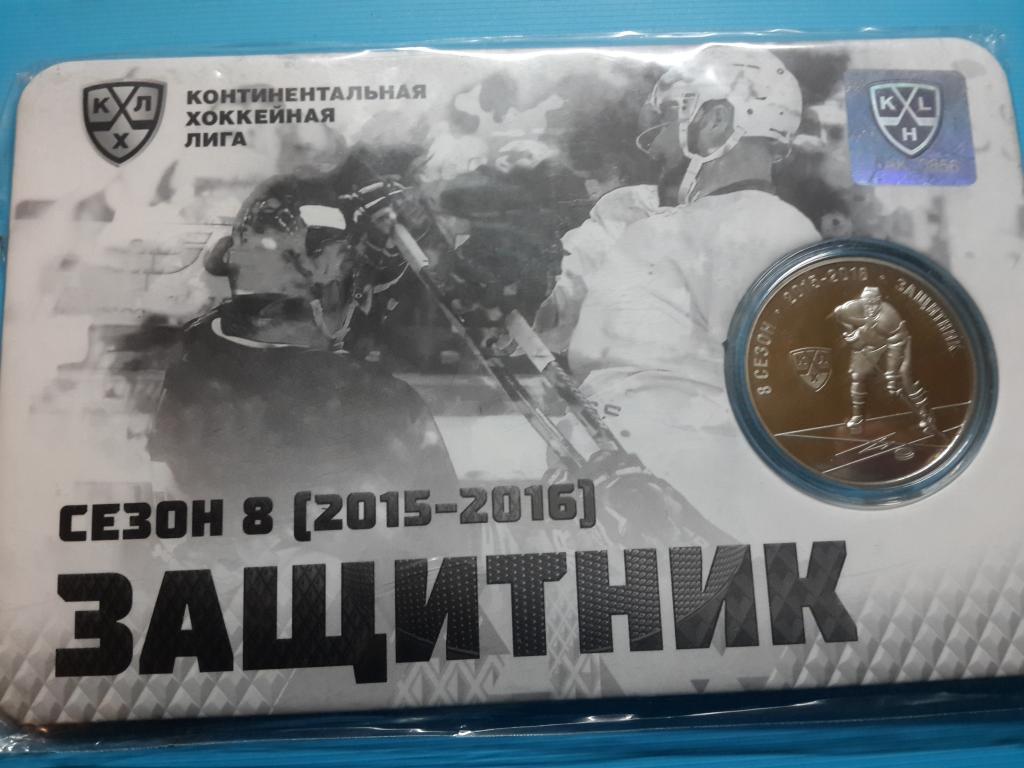 КХЛ
КОНТИНЕНТАЛЬНАЯ
ХОККЕЙНАЯ
ЛИГА
KHL
8 СЕЗОН · 2015-2016 · ЗАЩИТНИК
СЕЗОН 8 (2015-2016)
ЗАЩИТНИК